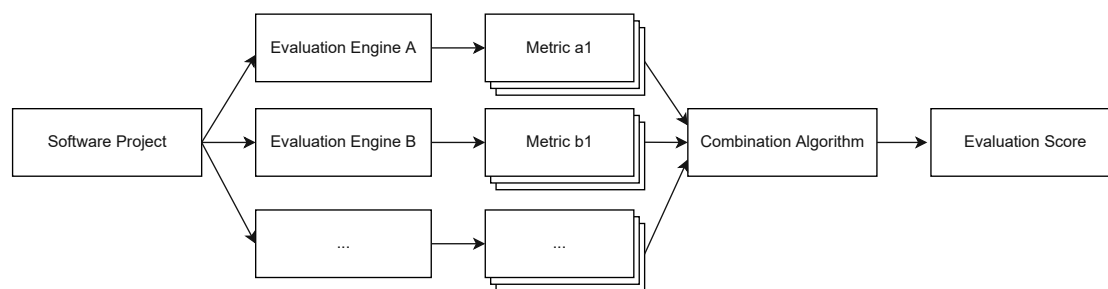 Evaluation Engine A
Metric a1
Software Project
Evaluation Engine B
Metric b1
Combination Algorithm
Evaluation Score
...
...